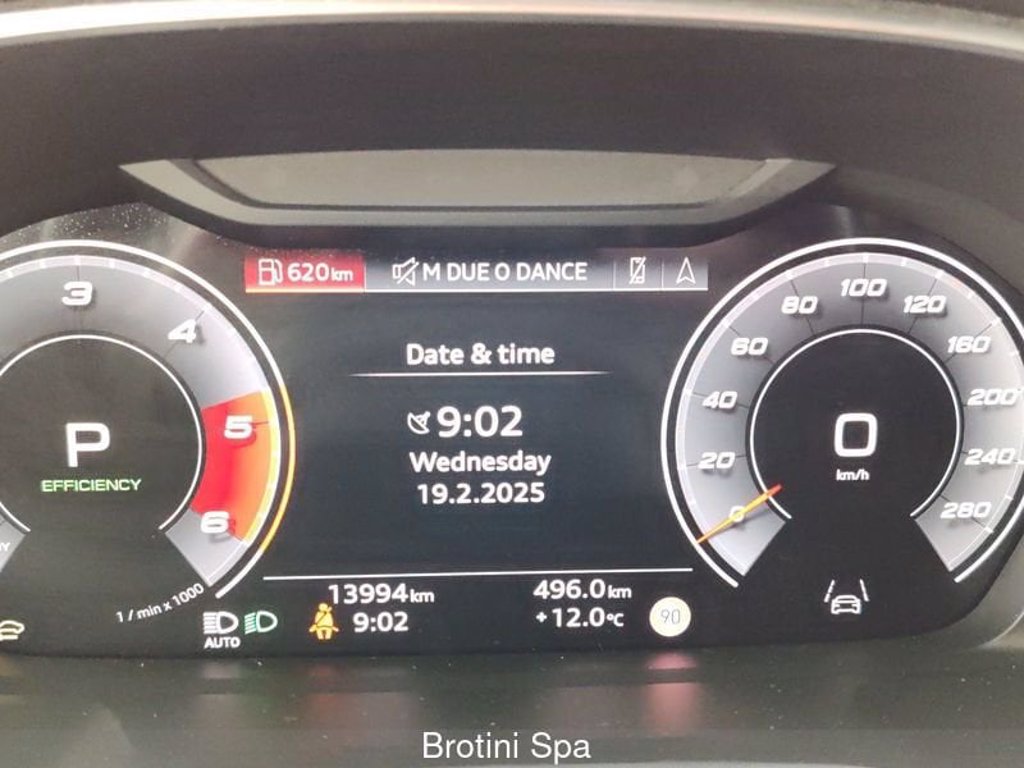 620km
M DUE O DANCE
3
4
5
6
P
EFFICIENCY
1 / min x 1000
Date & time
9:02
Wednesday
19.2.2025
13994km
9:02
496.0km
+12.0°C
90
AUTO
0
20
40
60
80
100
120
160
200
240
280
0
km/h
Brotini Spa